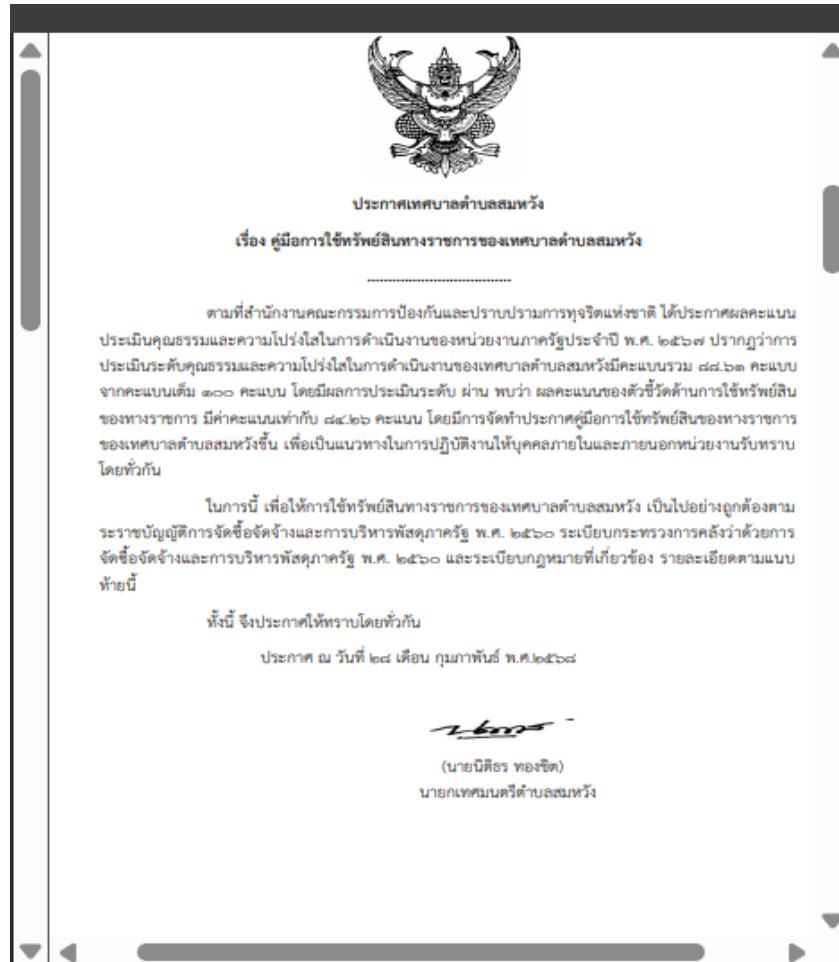 ประกาศเทศบาลตำบลสมหวัง
เรื่อง คู่มือการใช้ทรัพย์สินทางราชการของเทศบาลตำบลสมหวัง
ตามที่สำนักงานคณะกรรมการป้องกันและปราบปรามการทุจริตแห่งชาติ ได้ประกาศผลคะแนน
ประเมินคุณธรรมและความโปร่งใสในการดำเนินงานของหน่วยงานภาครัฐประจำปี พ.ศ. ๒๕๖๗ ปรากฏว่าการ
ประเมินระดับคุณธรรมและความโปร่งใสในการดำเนินงานของเทศบาลตำบลสมหวังมีคะแนนรวม ๘๘.๖๑ คะแนน
จากคะแนนเต็ม ๑๐๐ คะแนน โดยมีผลการประเมินระดับ ผ่าน พบว่า ผลคะแนนของตัวชี้วัดด้านการใช้ทรัพย์สิน
ของทางราชการ มีค่าคะแนนเท่ากับ ๘๔.๒๖ คะแนน โดยมีการจัดทำประกาศคู่มือการใช้ทรัพย์สินของทางราชการ
ของเทศบาลตำบลสมหวังขึ้น เพื่อเป็นแนวทางในการปฏิบัติงานให้บุคคลภายในและภายนอกหน่วยงานรับทราบ
โดยทั่วกัน
ในการนี้ เพื่อให้การใช้ทรัพย์สินทางราชการของเทศบาลตำบลสมหวัง เป็นไปอย่างถูกต้องตาม
ระราชบัญญัติการจัดซื้อจัดจ้างและการบริหารพัสดุภาครัฐ พ.ศ. ๒๕๖๐ ระเบียบกระทรวงการคลังว่าด้วยการ
จัดซื้อจัดจ้างและการบริหารพัสดุภาครัฐ พ.ศ. ๒๕๖๐ และระเบียบกฎหมายที่เกี่ยวข้อง รายละเอียดตามแนบ
ท้ายนี้
ทั้งนี้ จึงประกาศให้ทราบโดยทั่วกัน
ประกาศ ณ วันที่ ๒๘ เดือน กุมภาพันธ์ พ.ศ.๒๕๖๘
(นายนิติธร ทองชิต)
นายกเทศมนตรีตำบลสมหวัง